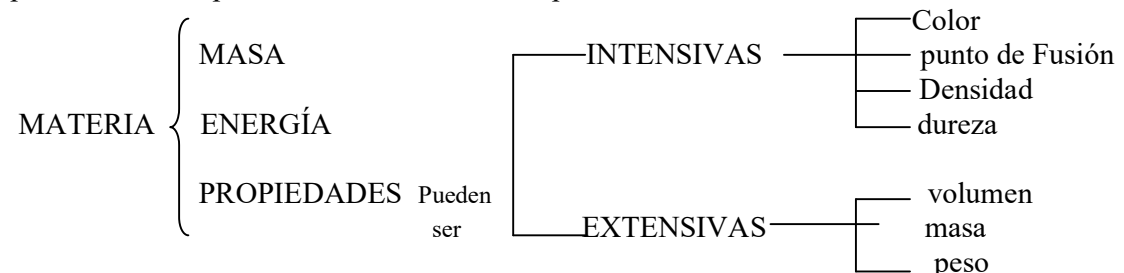 Color
MASA INTENSIVAS punto de Fusión
Densidad
MATERIA ENERGÍA dureza
PROPIEDADES Pueden volumen
ser EXTENSIVAS masa
peso